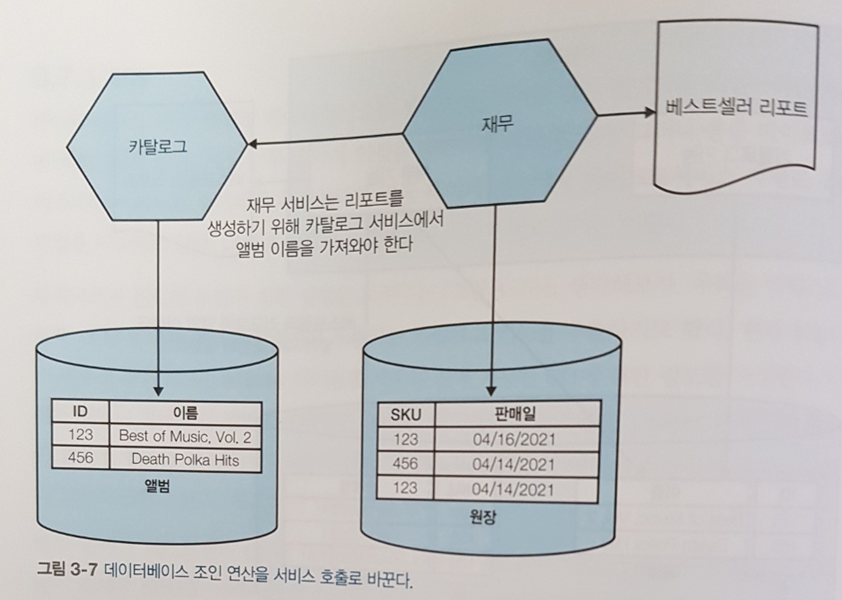 카탈로그
재무
베스트셀러 리포트
재무 서비스는 리포트를
생성하기 위해 카탈로그 서비스에서
앨범 이름을 가져와야 한다
ID 이름
123 Best of Music, Vol. 2
456 Death Polka Hits
앨범
SKU 판매일
123 04/16/2021
456 04/14/2021
123 04/14/2021
원장
그림 3-7 데이터베이스 조인 연산을 서비스 호출로 바꾼다.